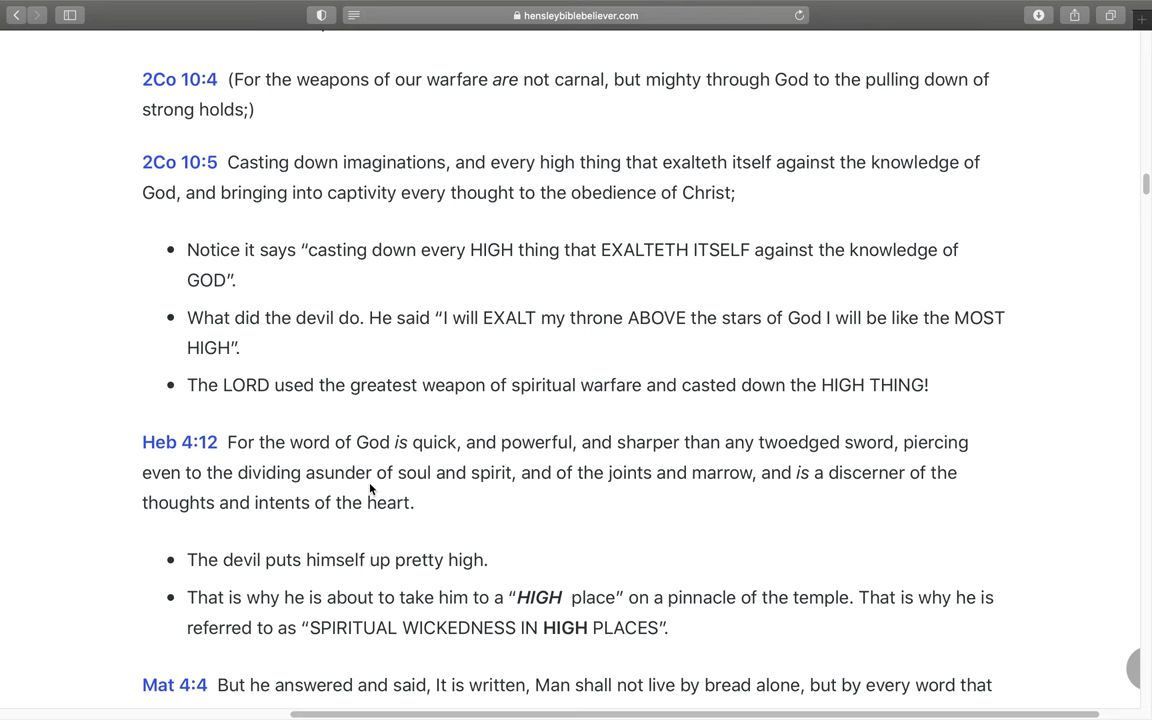 hensleybiblebeliever.com
2Co 10:4 (For the weapons of our warfare are not carnal, but mighty through God to the pulling down of
strong holds;)
2Co 10:5 Casting down imaginations, and every high thing that exalteth itself against the knowledge of
God, and bringing into captivity every thought to the obedience of Christ;
• Notice it says “casting down every HIGH thing that EXALTETH ITSELF against the knowledge of
GOD”.
• What did the devil do. He said “I will EXALT my throne ABOVE the stars of God I will be like the MOST
HIGH”.
• The LORD used the greatest weapon of spiritual warfare and casted down the HIGH THING!
Heb 4:12 For the word of God is quick, and powerful, and sharper than any twoedged sword, piercing
even to the dividing asunder of soul and spirit, and of the joints and marrow, and is a discerner of the
thoughts and intents of the heart.
• The devil puts himself up pretty high.
• That is why he is about to take him to a “HIGH place” on a pinnacle of the temple. That is why he is
referred to as “SPIRITUAL WICKEDNESS IN HIGH PLACES”.
Mat 4:4 But he answered and said, It is written, Man shall not live by bread alone, but by every word that